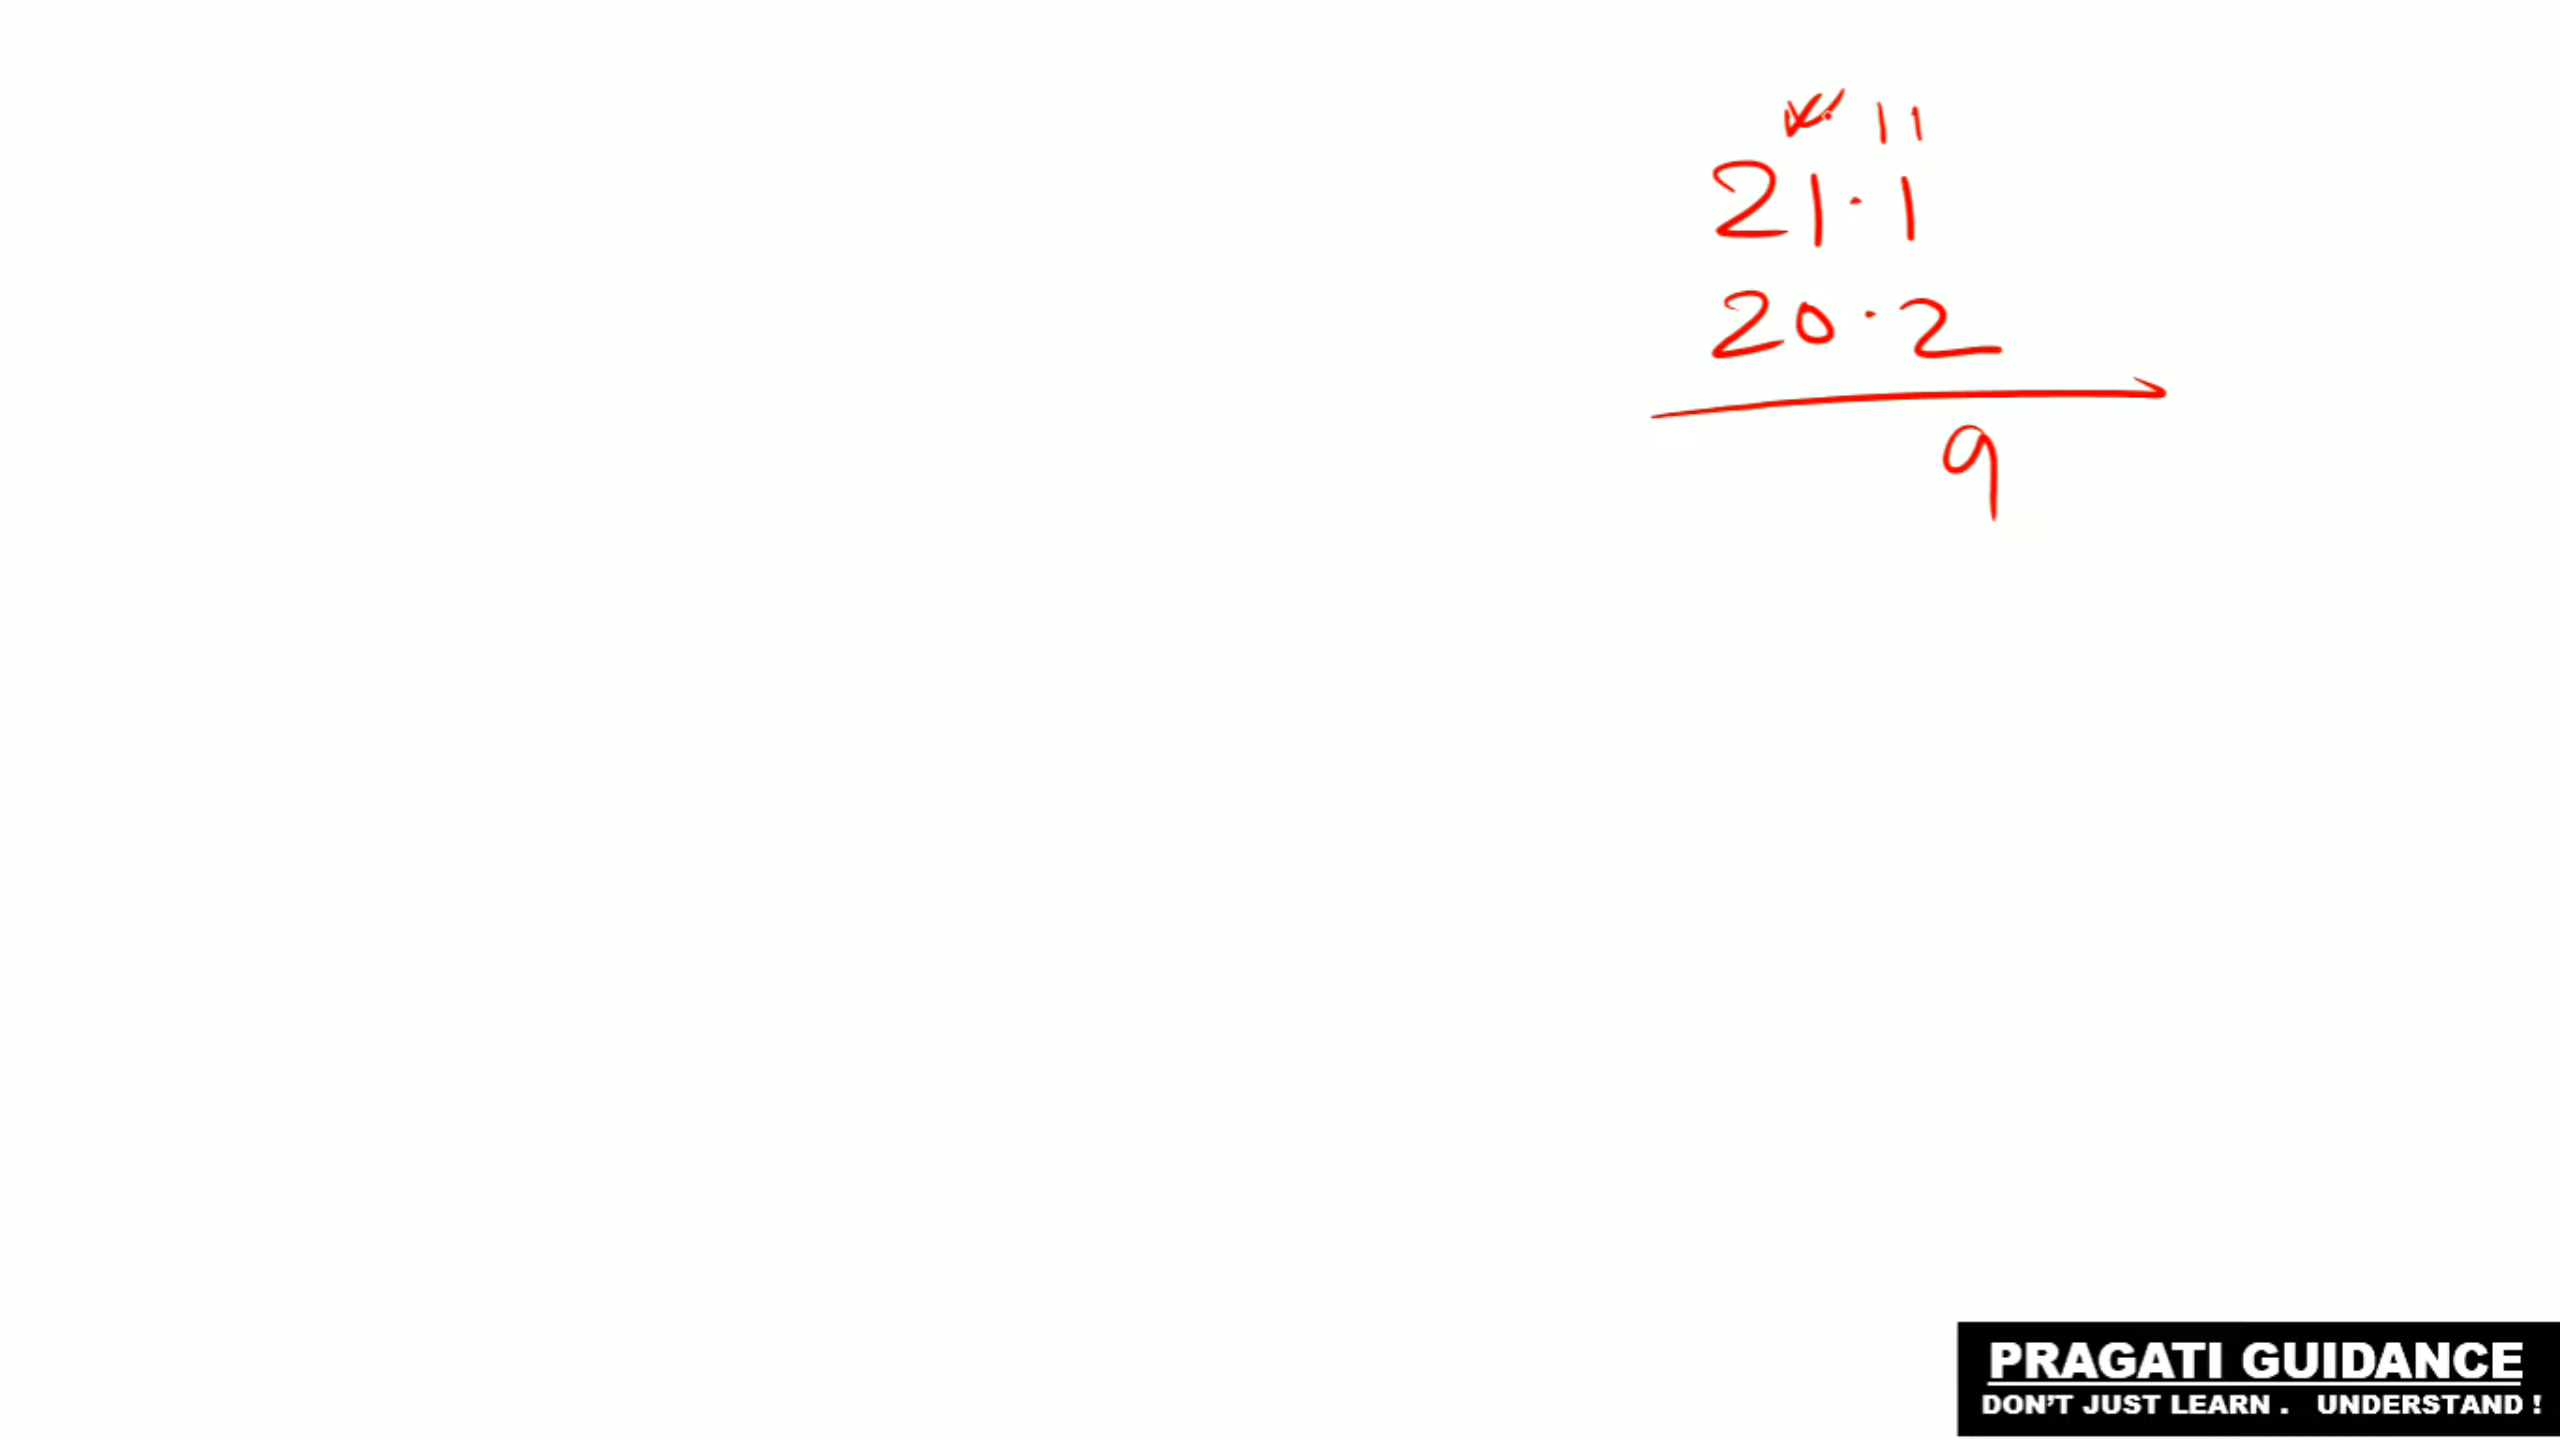 11
21.1
20.2
9
PRAGATI GUIDANCE
DON'T JUST LEARN . UNDERSTAND !